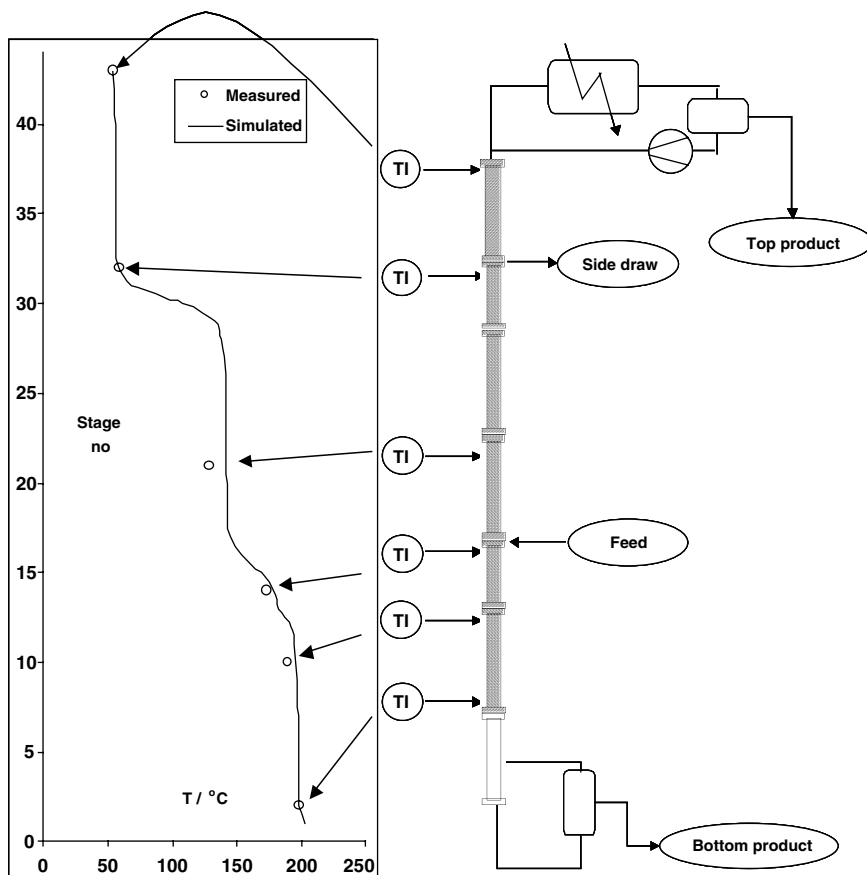 Measured
Simulated
40
35
30
25
20
15
10
5
0
Stage
no
T / °C
0 50 100 150 200 250
TI
TI
TI
TI
TI
TI
Top product
Side draw
Feed
Bottom product